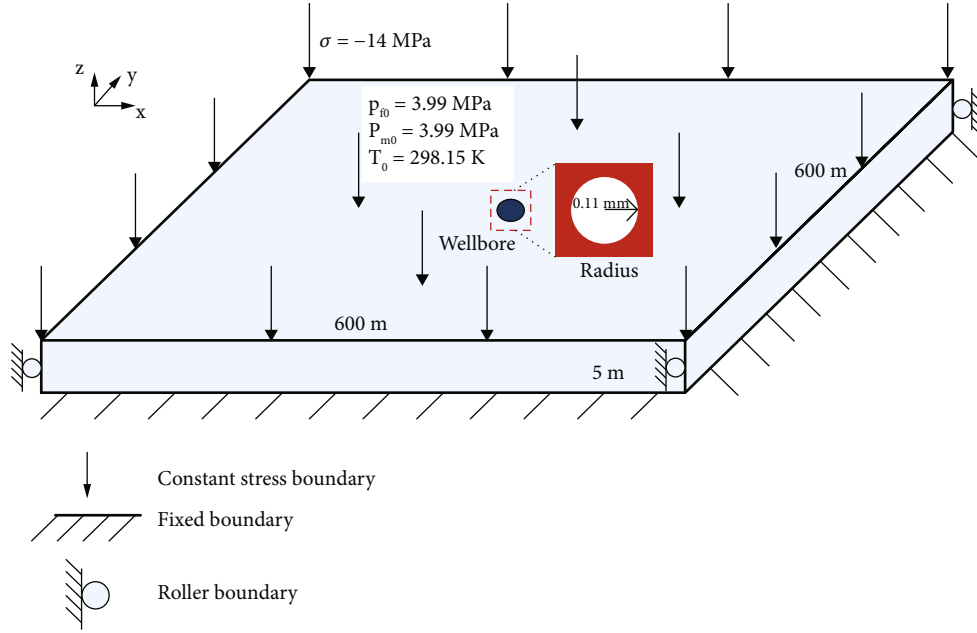 σ = −14 MPa
z
y
x
p_f0 = 3.99 MPa
P_m0 = 3.99 MPa
T_0 = 298.15 K
600 m
0.11 mm
Wellbore
Radius
600 m
5 m
Constant stress boundary
Fixed boundary
Roller boundary